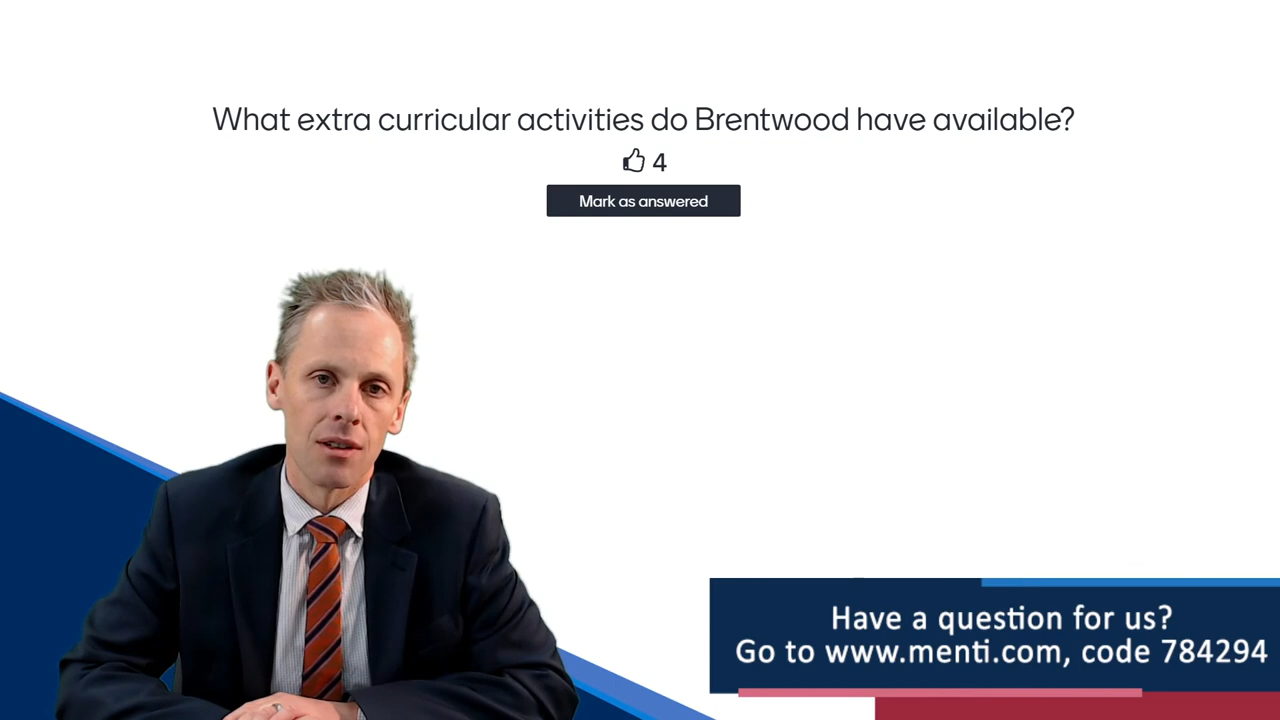 What extra curricular activities do Brentwood have available?
4
Mark as answered
Have a question for us?
Go to www.menti.com, code 784294